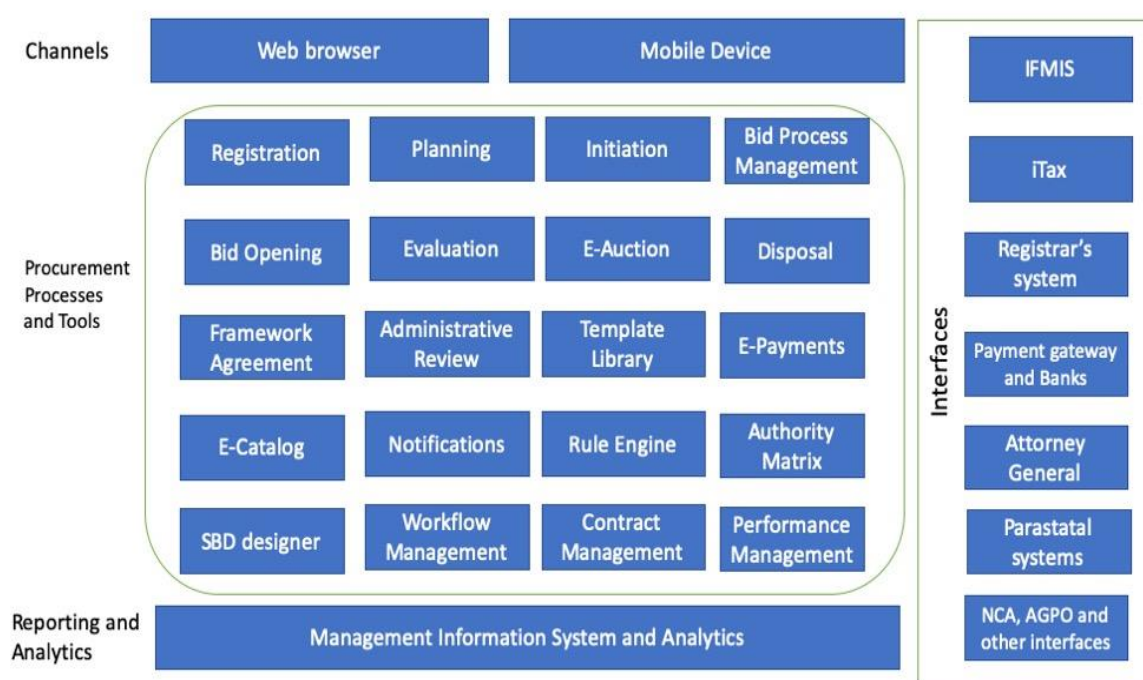 Channels
Web browser
Mobile Device
Procurement
Processes
and Tools
Registration
Planning
Initiation
Bid Process
Management
Bid Opening
Evaluation
E-Auction
Disposal
Framework
Agreement
Administrative
Review
Template
Library
E-Payments
E-Catalog
Notifications
Rule Engine
Authority
Matrix
SBD designer
Workflow
Management
Contract
Management
Performance
Management
Reporting and
Analytics
Management Information System and Analytics
Interfaces
IFMIS
iTax
Registrar's
system
Payment gateway
and Banks
Attorney
General
Parastatal
systems
NCA, AGPO and
other interfaces